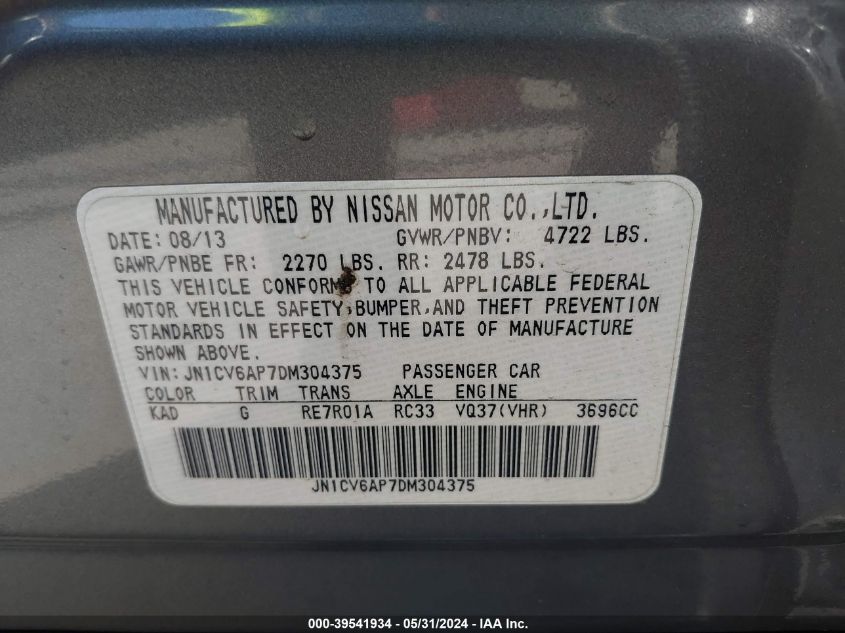 MANUFACTURED BY NISSAN MOTOR CO.,LTD.
DATE: 08/13 GVWR/PNBV: 4722 LBS.
GAWR/PNBE FR: 2270 LBS. RR: 2478 LBS.
THIS VEHICLE CONFORMS TO ALL APPLICABLE FEDERAL
MOTOR VEHICLE SAFETY,BUMPER,AND THEFT PREVENTION
STANDARDS IN EFFECT ON THE DATE OF MANUFACTURE
SHOWN ABOVE.
VIN: JN1CV6AP7DM304375 PASSENGER CAR
COLOR TRIM TRANS AXLE ENGINE
KAD G RE7R01A RC33 VQ37(VHR) 3696CC
JN1CV6AP7DM304375
000-39541934 - 05/31/2024 - IAA Inc.